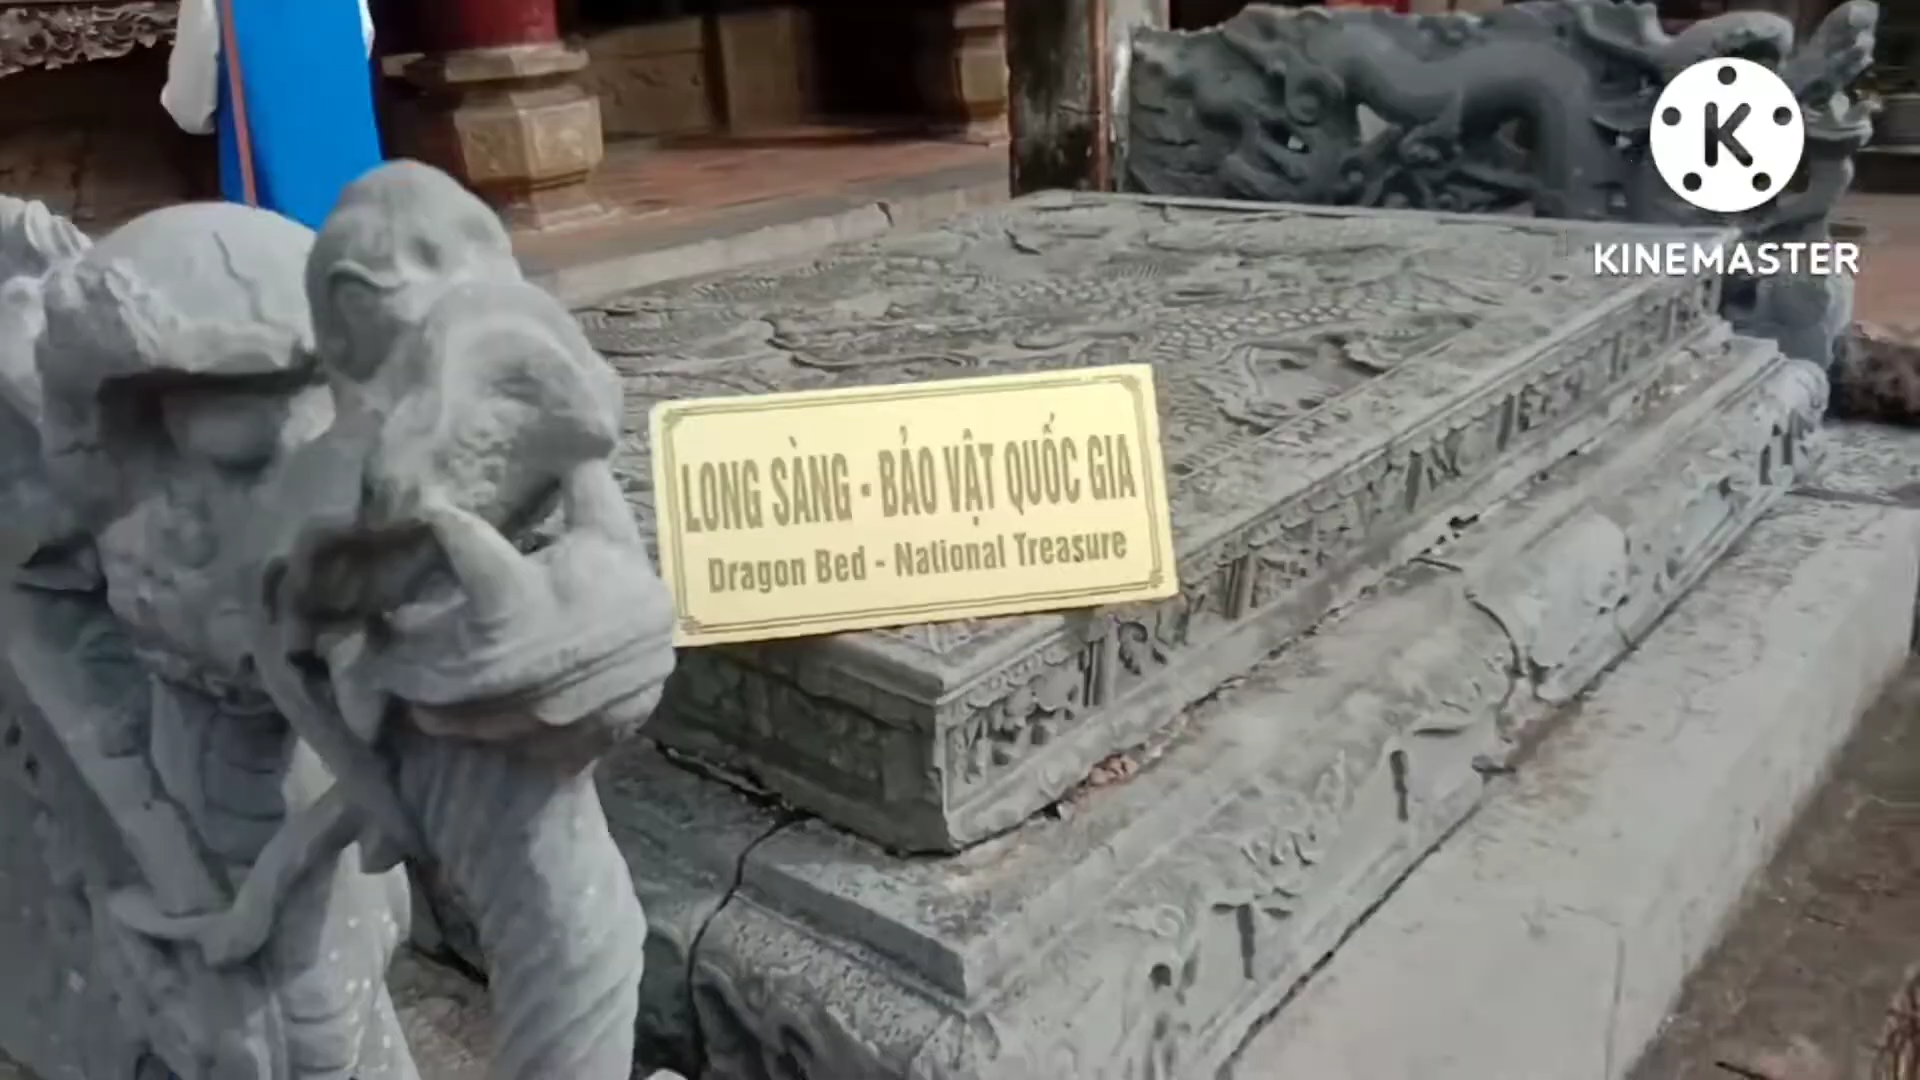 LONG SÀNG - BẢO VẬT QUỐC GIA
Dragon Bed - National Treasure
K
KINEMASTER